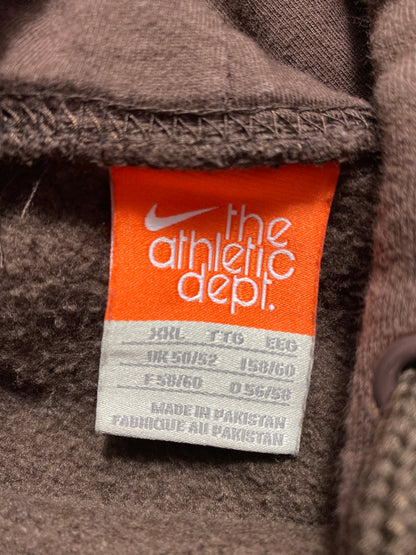 the
athletic
dept.
XXL TTG EEG
UK 50/52 I 58/60
F 58/60 D 56/58
MADE IN PAKISTAN
FABRIQUE AU PAKISTAN